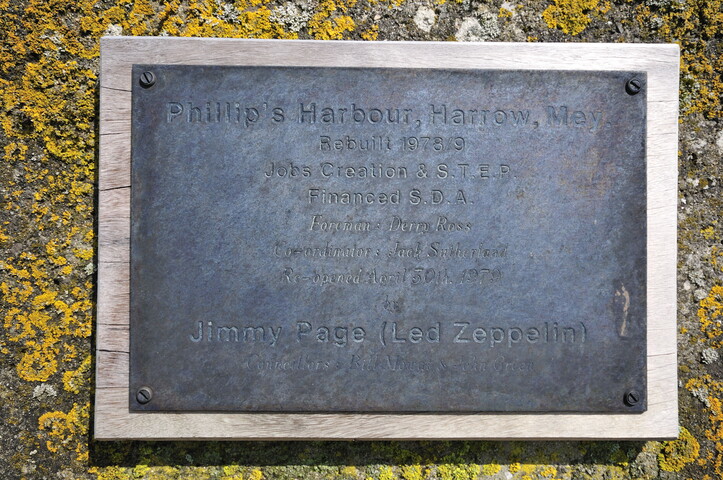 Phillip's Harbour, Harrow, Mey.
Rebuilt 1978/9
Jobs Creation & S.T.E.P.
Financed S.D.A.
Foreman: Derry Ross
Co-ordinator: Jack Sutherland
Re-opened April 30th, 1979
by
Jimmy Page (Led Zeppelin)
Councillors: